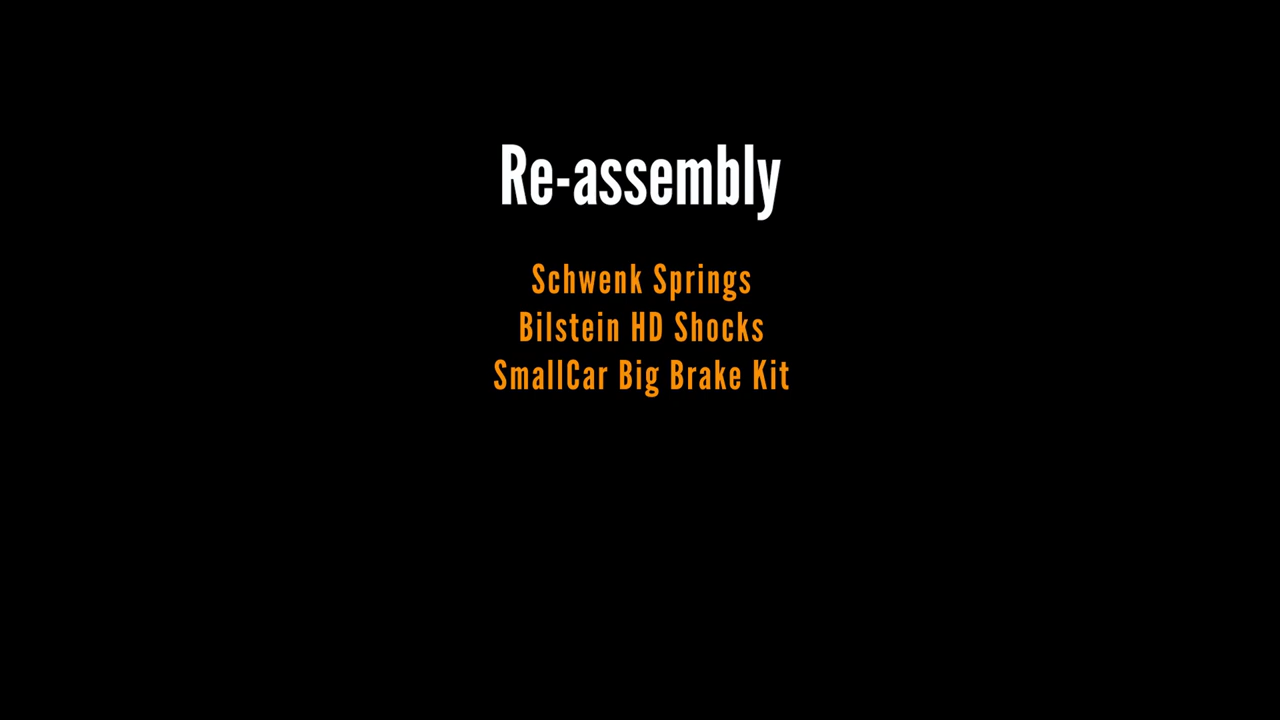 Re-assembly
Schwenk Springs
Bilstein HD Shocks
SmallCar Big Brake Kit